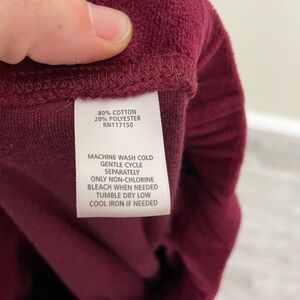 80% COTTON
20% POLYESTER
RN117150
MACHINE WASH COLD
GENTLE CYCLE
SEPARATELY
ONLY NON-CHLORINE
BLEACH WHEN NEEDED
TUMBLE DRY LOW
COOL IRON IF NEEDED